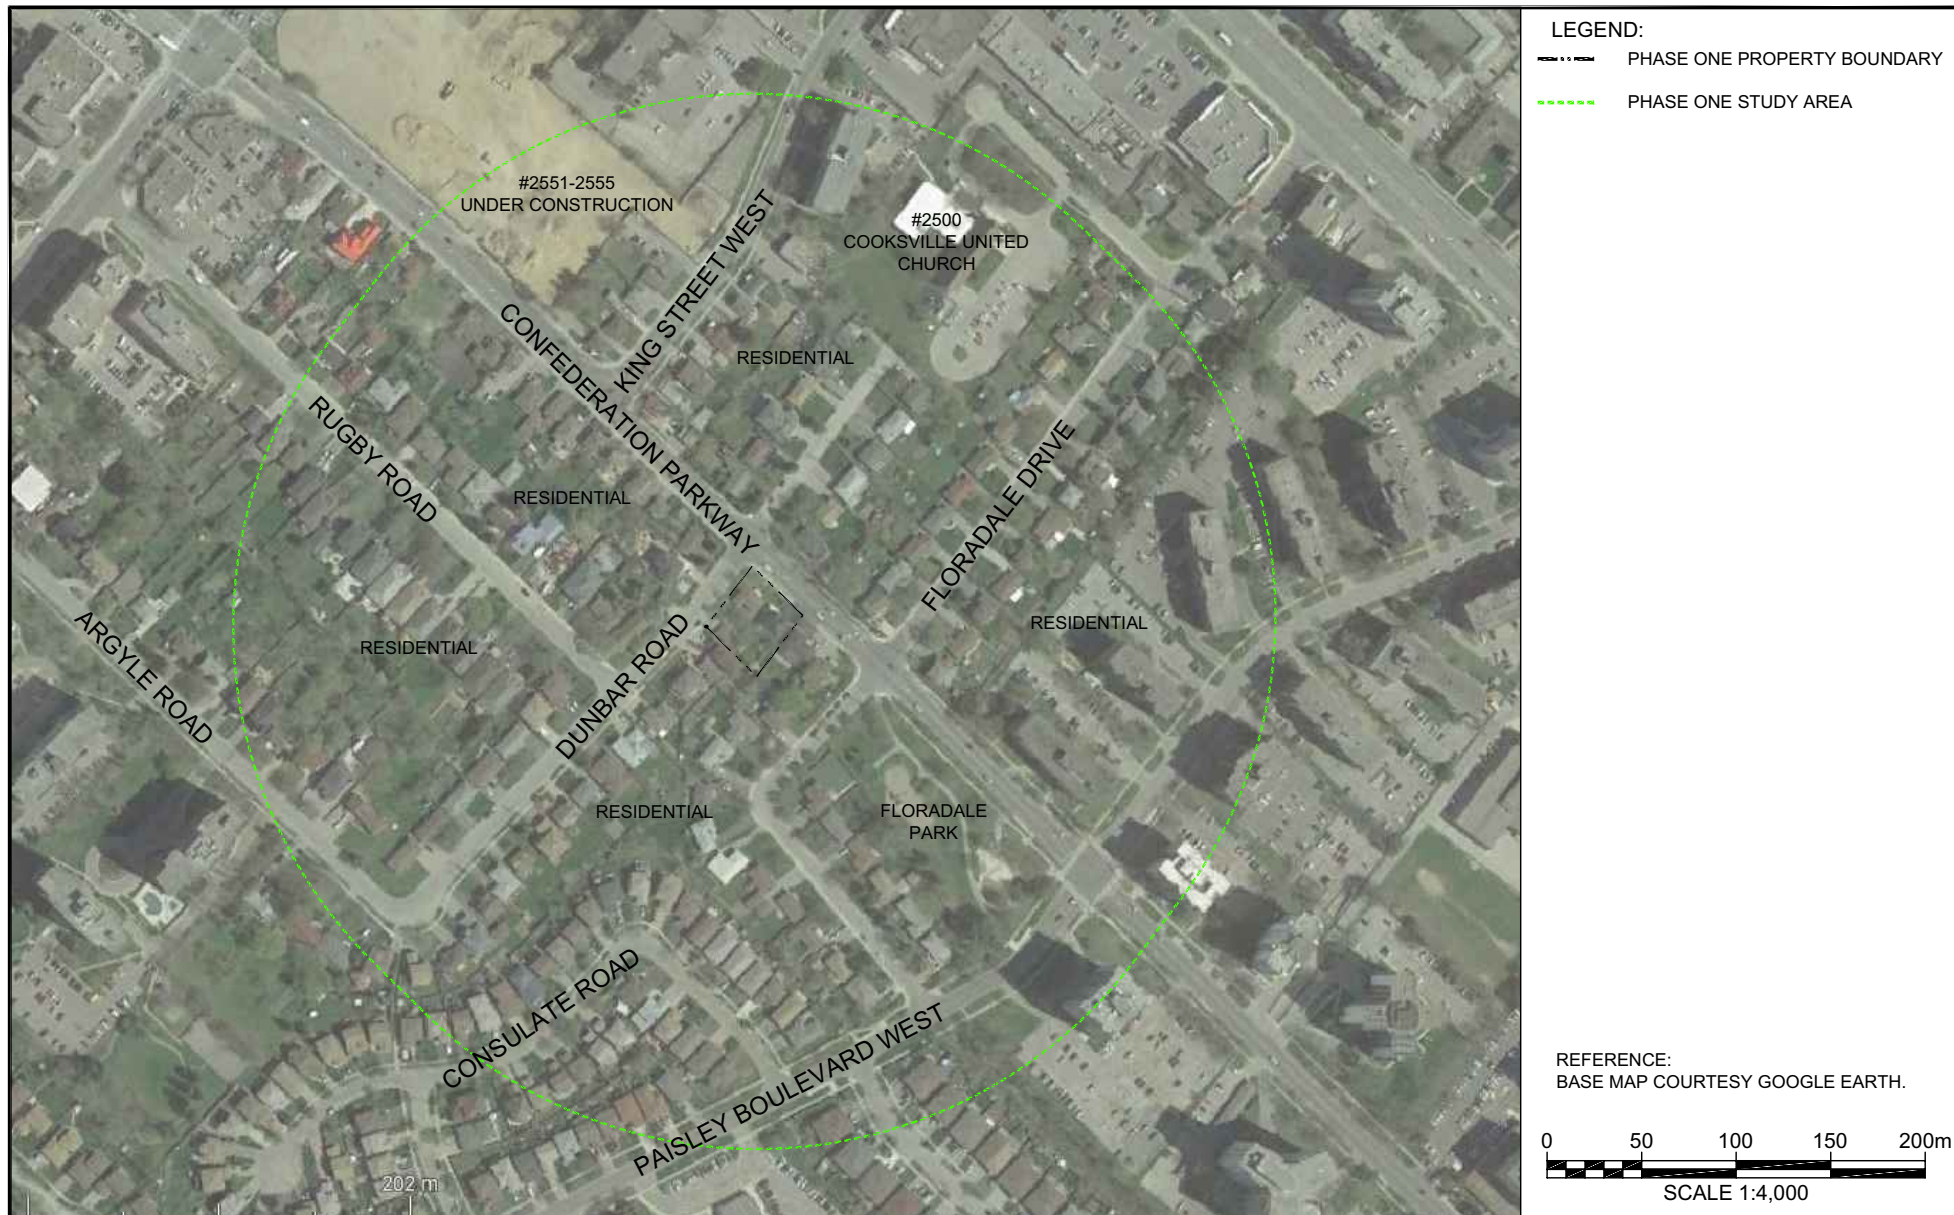 LEGEND:
PHASE ONE PROPERTY BOUNDARY
PHASE ONE STUDY AREA
#2551-2555
UNDER CONSTRUCTION
#2500
COOKSVILLE UNITED
CHURCH
KING STREET WEST
CONFEDERATION PARKWAY
RESIDENTIAL
RUGBY ROAD
RESIDENTIAL
FLORADALE DRIVE
ARGYLE ROAD
RESIDENTIAL
DUNBAR ROAD
RESIDENTIAL
RESIDENTIAL
FLORADALE
PARK
CONSULATE ROAD
PAISLEY BOULEVARD WEST
202 m
REFERENCE:
BASE MAP COURTESY GOOGLE EARTH.
0 50 100 150 200m
SCALE 1:4,000